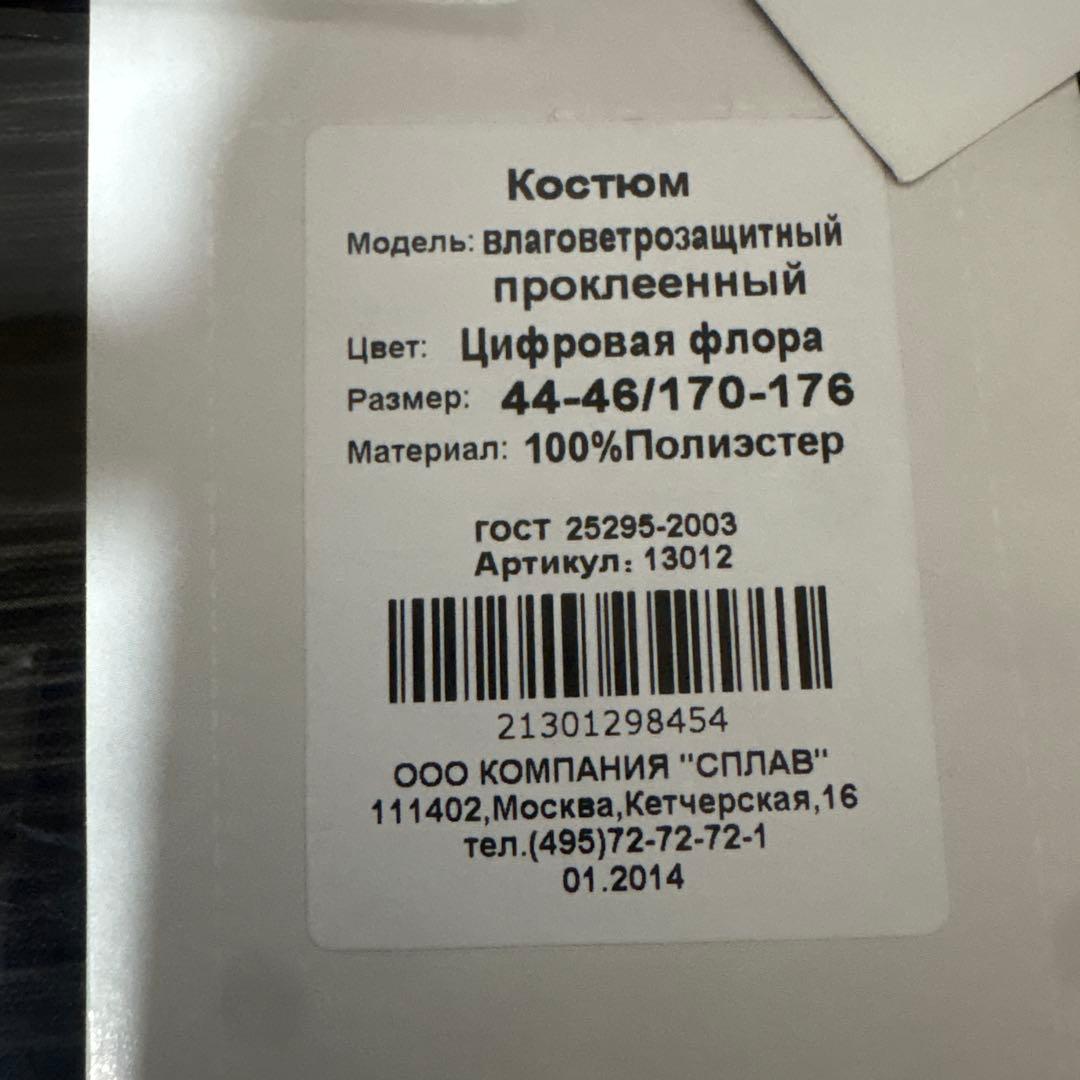 Костюм
Модель: влаговетрозащитный
проклеенный
Цвет: Цифровая флора
Размер: 44-46/170-176
Материал: 100%Полиэстер
ГОСТ 25295-2003
Артикул: 13012
21301298454
ООО КОМПАНИЯ "СПЛАВ"
111402,Москва,Кетчерская,16
тел.(495)72-72-72-1
01.2014